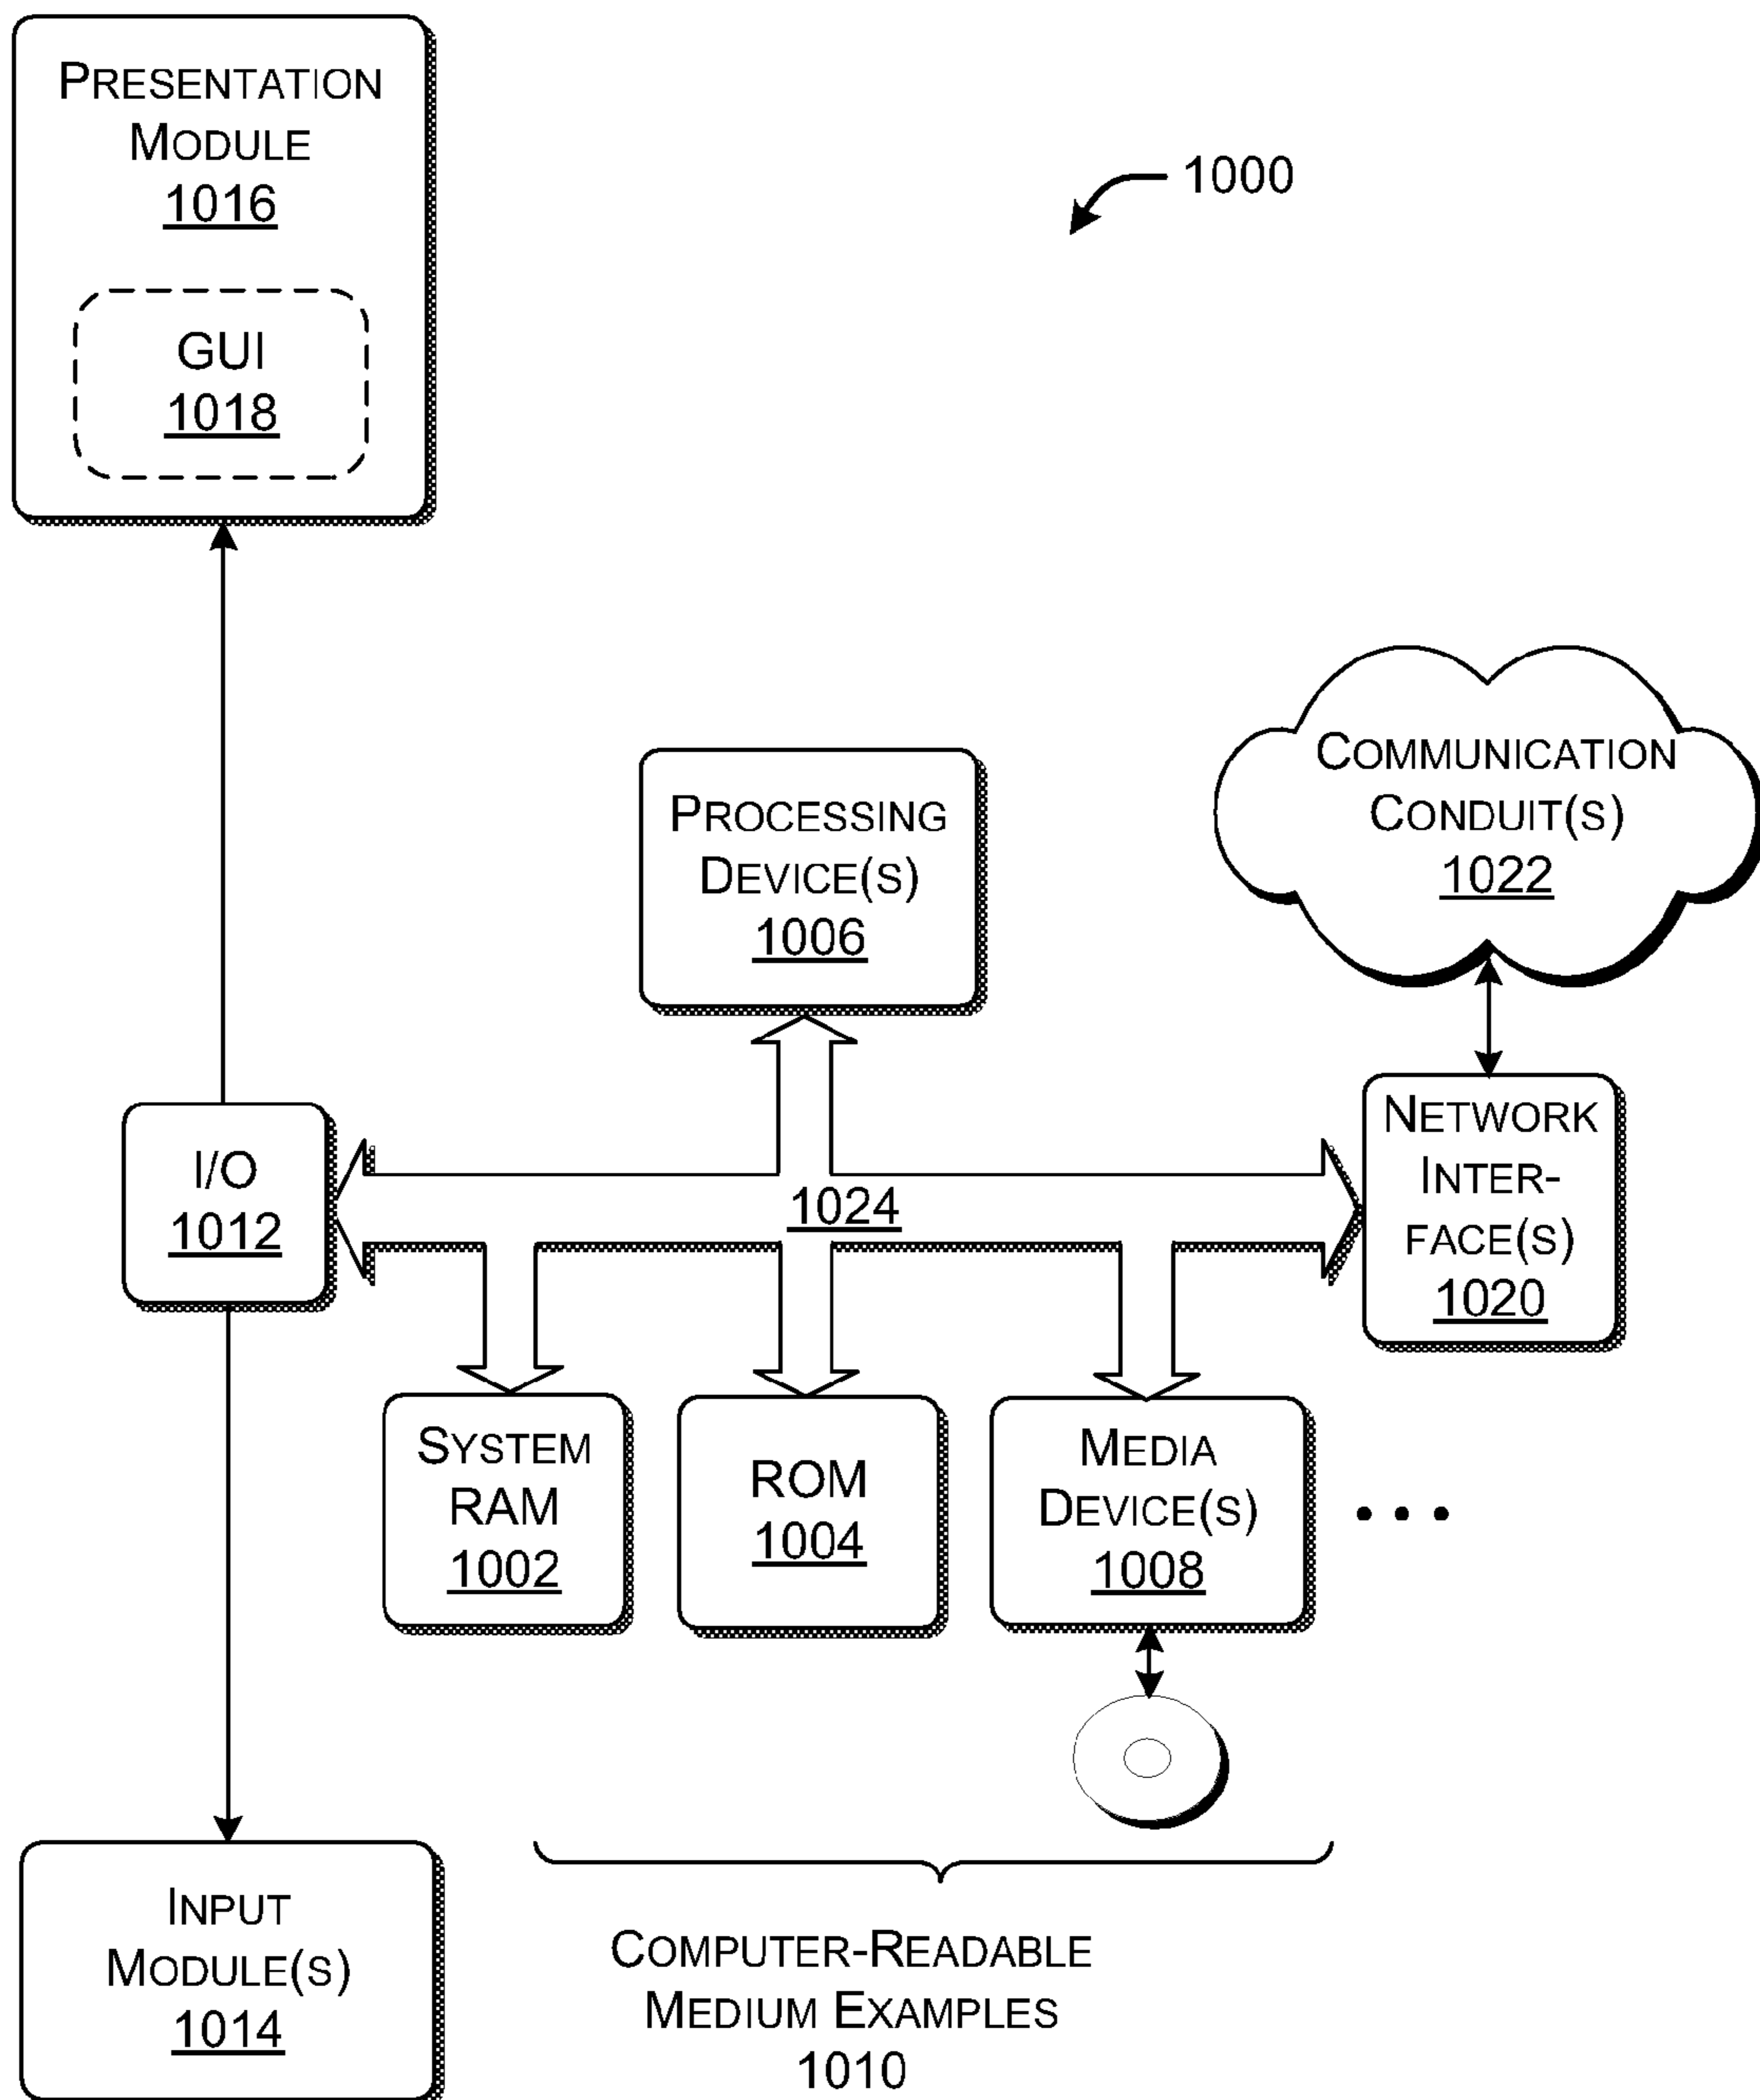 PRESENTATION
MODULE
1016
GUI
1018
1000
COMMUNICATION
CONDUIT(S)
1022
PROCESSING
DEVICE(S)
1006
NETWORK
INTER-
FACE(S)
1020
I/O
1012
1024
SYSTEM
RAM
1002
ROM
1004
MEDIA
DEVICE(S)
1008
• • •
INPUT
MODULE(S)
1014
COMPUTER-READABLE
MEDIUM EXAMPLES
1010